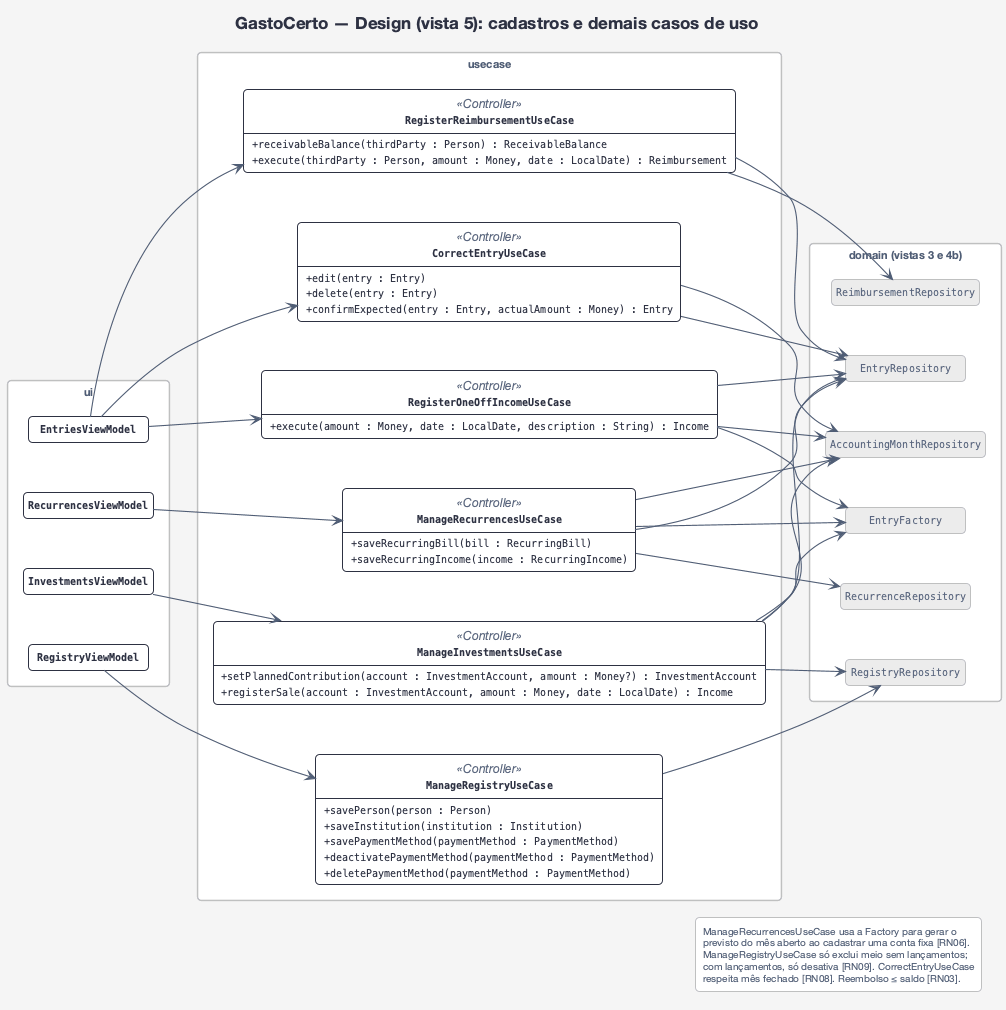 GastoCerto — Design (vista 5): cadastros e demais casos de uso
usecase
«Controller»
RegisterReimbursementUseCase
+receivableBalance(thirdParty : Person) : ReceivableBalance
+execute(thirdParty : Person, amount : Money, date : LocalDate) : Reimbursement
«Controller»
CorrectEntryUseCase
+edit(entry : Entry)
+delete(entry : Entry)
+confirmExpected(entry : Entry, actualAmount : Money) : Entry
«Controller»
RegisterOneOffIncomeUseCase
+execute(amount : Money, date : LocalDate, description : String) : Income
«Controller»
ManageRecurrencesUseCase
+saveRecurringBill(bill : RecurringBill)
+saveRecurringIncome(income : RecurringIncome)
«Controller»
ManageInvestmentsUseCase
+setPlannedContribution(account : InvestmentAccount, amount : Money?) : InvestmentAccount
+registerSale(account : InvestmentAccount, amount : Money, date : LocalDate) : Income
«Controller»
ManageRegistryUseCase
+savePerson(person : Person)
+saveInstitution(institution : Institution)
+savePaymentMethod(paymentMethod : PaymentMethod)
+deactivatePaymentMethod(paymentMethod : PaymentMethod)
+deletePaymentMethod(paymentMethod : PaymentMethod)
ui
EntriesViewModel
RecurrencesViewModel
InvestmentsViewModel
RegistryViewModel
domain (vistas 3 e 4b)
ReimbursementRepository
EntryRepository
AccountingMonthRepository
EntryFactory
RecurrenceRepository
RegistryRepository
ManageRecurrencesUseCase usa a Factory para gerar o
previsto do mês aberto ao cadastrar uma conta fixa [RN06].
ManageRegistryUseCase só exclui meio sem lançamentos;
com lançamentos, só desativa [RN09]. CorrectEntryUseCase
respeita mês fechado [RN08]. Reembolso ≤ saldo [RN03].